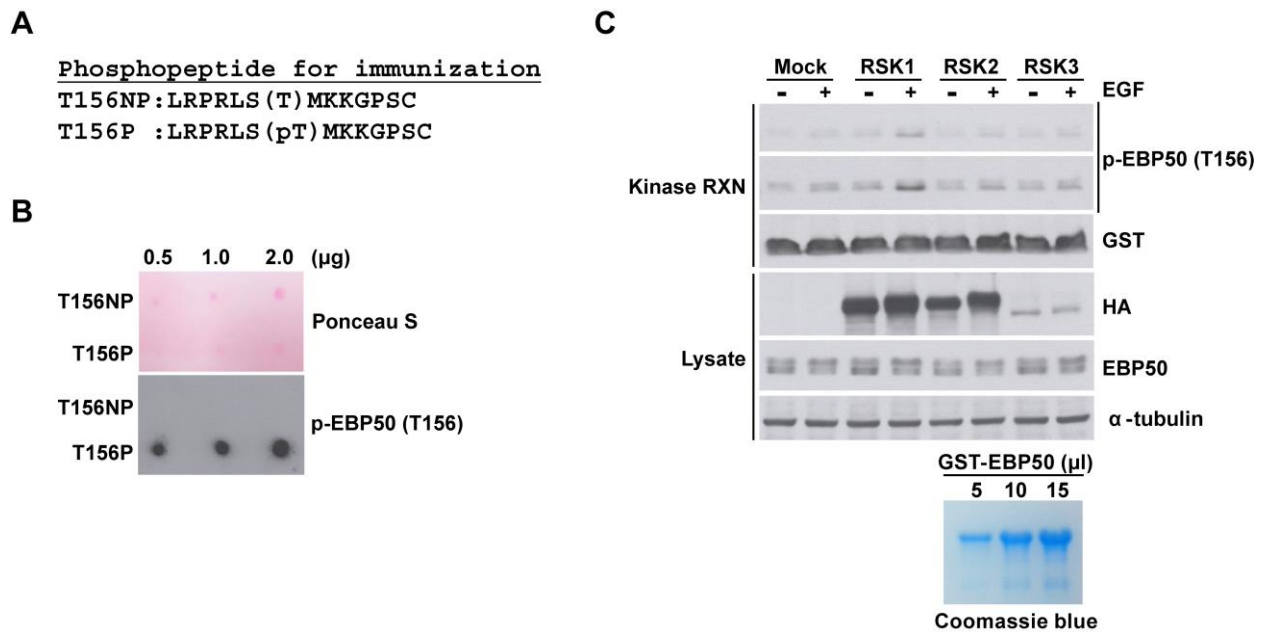 A
Phosphopeptide for immunization
T156NP:LRPRLS(T)MKKGPSC
T156P :LRPRLS(pT)MKKGPSC
B
0.5 1.0 2.0 (μg)
T156NP
T156P
Ponceau S
T156NP
T156P
p-EBP50 (T156)
C
Mock RSK1 RSK2 RSK3
- + - + - + - + EGF
Kinase RXN
p-EBP50 (T156)
GST
Lysate
HA
EBP50
α-tubulin
GST-EBP50 (μl)
5 10 15
Coomassie blue